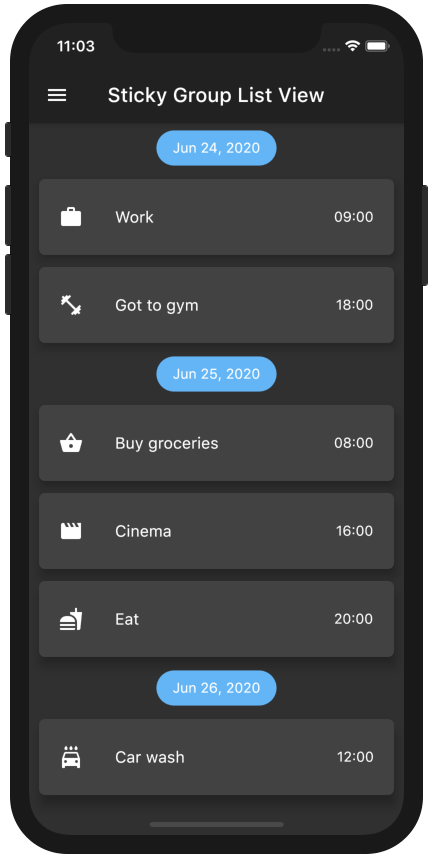 11:03
Sticky Group List View
Jun 24, 2020
Work 09:00
Got to gym 18:00
Jun 25, 2020
Buy groceries 08:00
Cinema 16:00
Eat 20:00
Jun 26, 2020
Car wash 12:00